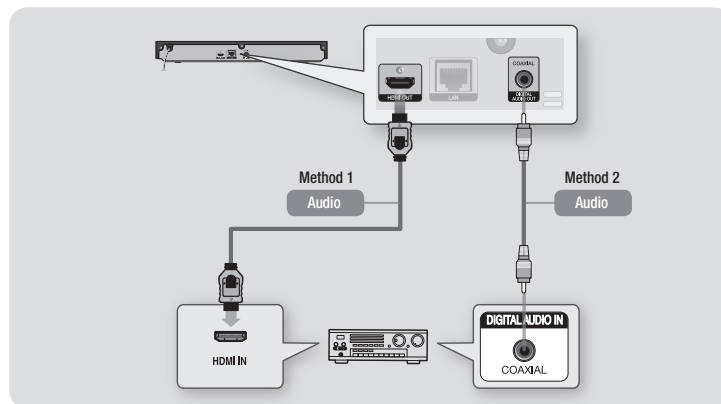 COAXIAL
HDMI OUT
LAN
DIGITAL
AUDIO OUT
Method 1
Audio
Method 2
Audio
HDMI IN
DIGITAL AUDIO IN
COAXIAL